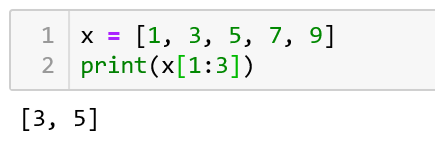 1 x = [1, 3, 5, 7, 9]
2 print(x[1:3])
[3, 5]